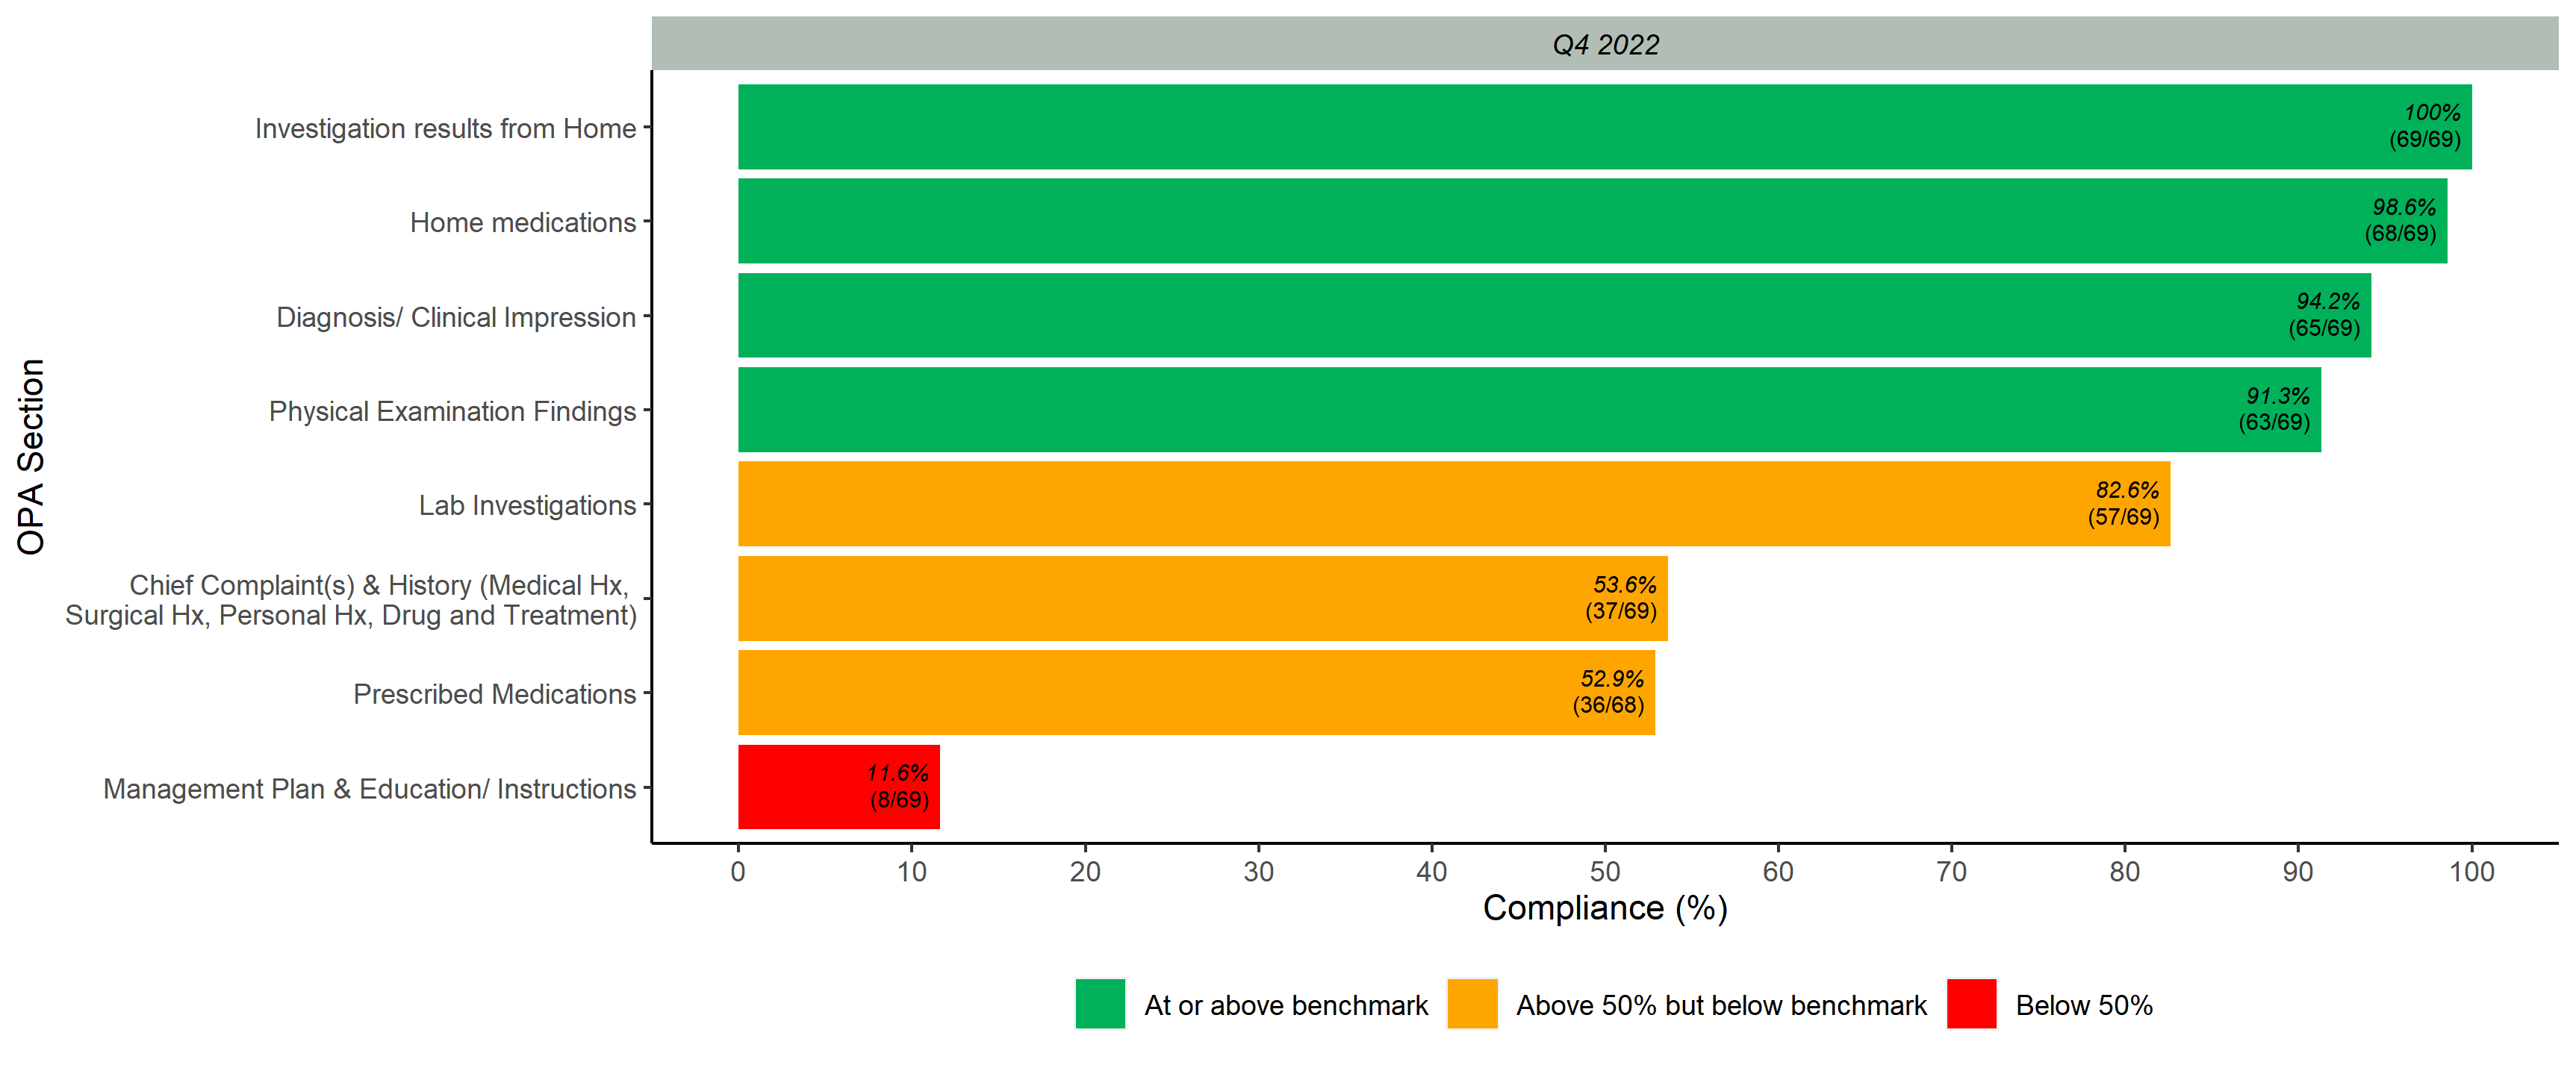 Q4 2022
OPA Section
Investigation results from Home
100%
(69/69)
Home medications
98.6%
(68/69)
Diagnosis/ Clinical Impression
94.2%
(65/69)
Physical Examination Findings
91.3%
(63/69)
Lab Investigations
82.6%
(57/69)
Chief Complaint(s) & History (Medical Hx,
Surgical Hx, Personal Hx, Drug and Treatment)
53.6%
(37/69)
Prescribed Medications
52.9%
(36/68)
Management Plan & Education/ Instructions
11.6%
(8/69)
0 10 20 30 40 50 60 70 80 90 100
Compliance (%)
At or above benchmark Above 50% but below benchmark Below 50%